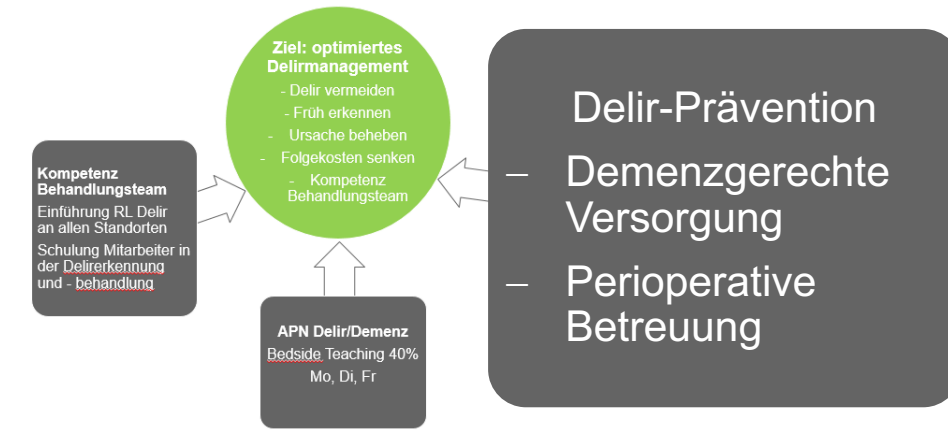 Ziel: optimiertes
Delirmanagement
- Delir vermeiden
- Früh erkennen
- Ursache beheben
- Folgekosten senken
- Kompetenz
Behandlungsteam
Kompetenz
Behandlungsteam
Einführung RL Delir
an allen Standorten
Schulung Mitarbeiter in
der Delirerkennung
und - behandlung
APN Delir/Demenz
Bedside Teaching 40%
Mo, Di, Fr
Delir-Prävention
– Demenzgerechte
Versorgung
– Perioperative
Betreuung